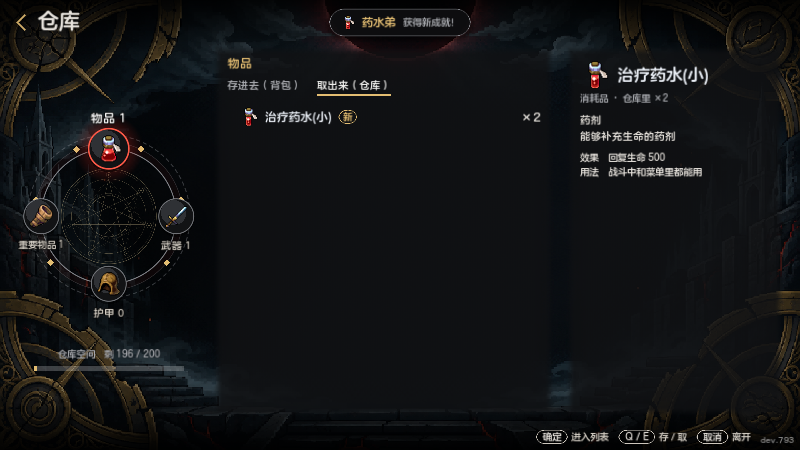 仓库
药水弟 获得新成就!
物品
存进去(背包) 取出来(仓库)
治疗药水(小) 新 ×2
物品 1
重要物品 1
武器 1
护甲 0
仓库空间 剩 196 / 200
治疗药水(小)
消耗品 · 仓库里 ×2
药剂
能够补充生命的药剂
效果 回复生命 500
用法 战斗中和菜单里都能用
确定 进入列表 Q / E 存 / 取 取消 离开
dev.793